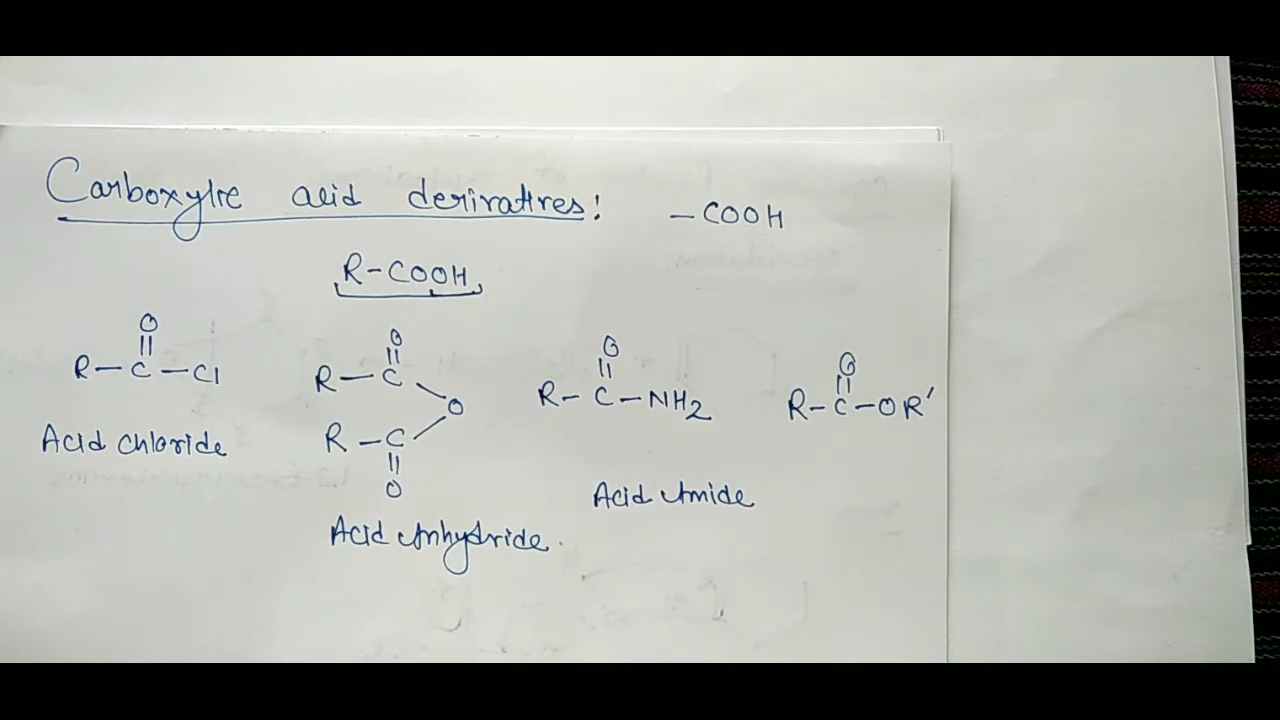 Carboxylic acid derivatives: -COOH
R-COOH
O O O O
|| || || ||
R-C-Cl R-C R-C-NH2 R-C-OR'
O
R-C
||
O
Acid chloride
Acid Amide
Acid Anhydride.